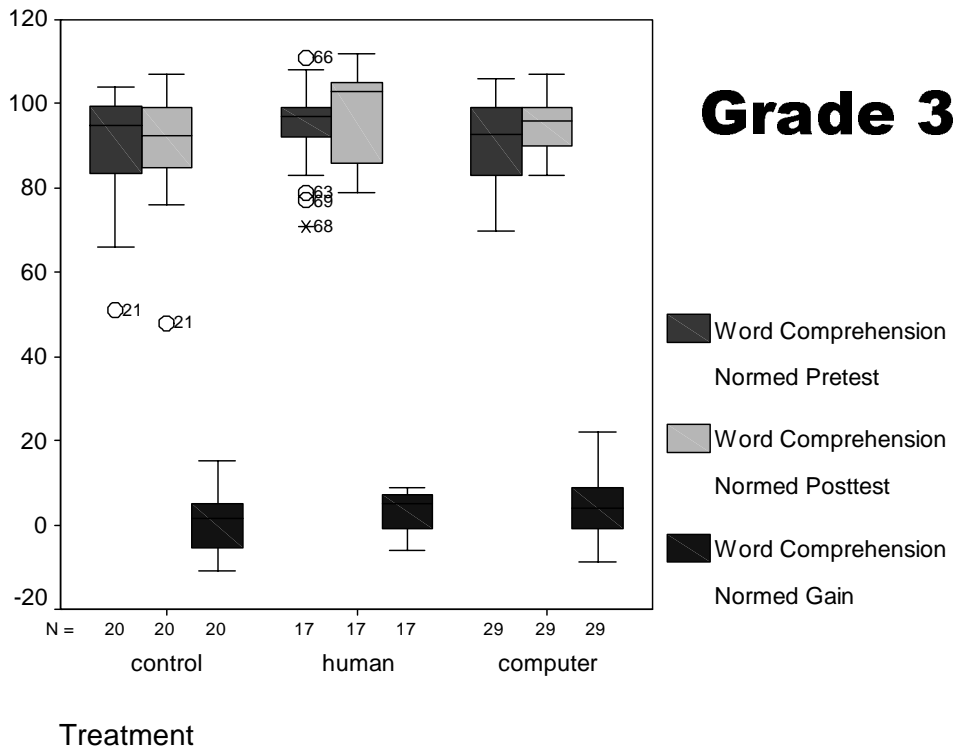 Grade 3
120
100
80
60
40
20
0
-20
66
63
69
68
21
21
Word Comprehension
Normed Pretest
Word Comprehension
Normed Posttest
Word Comprehension
Normed Gain
N = 20 20 20 17 17 17 29 29 29
control human computer
Treatment